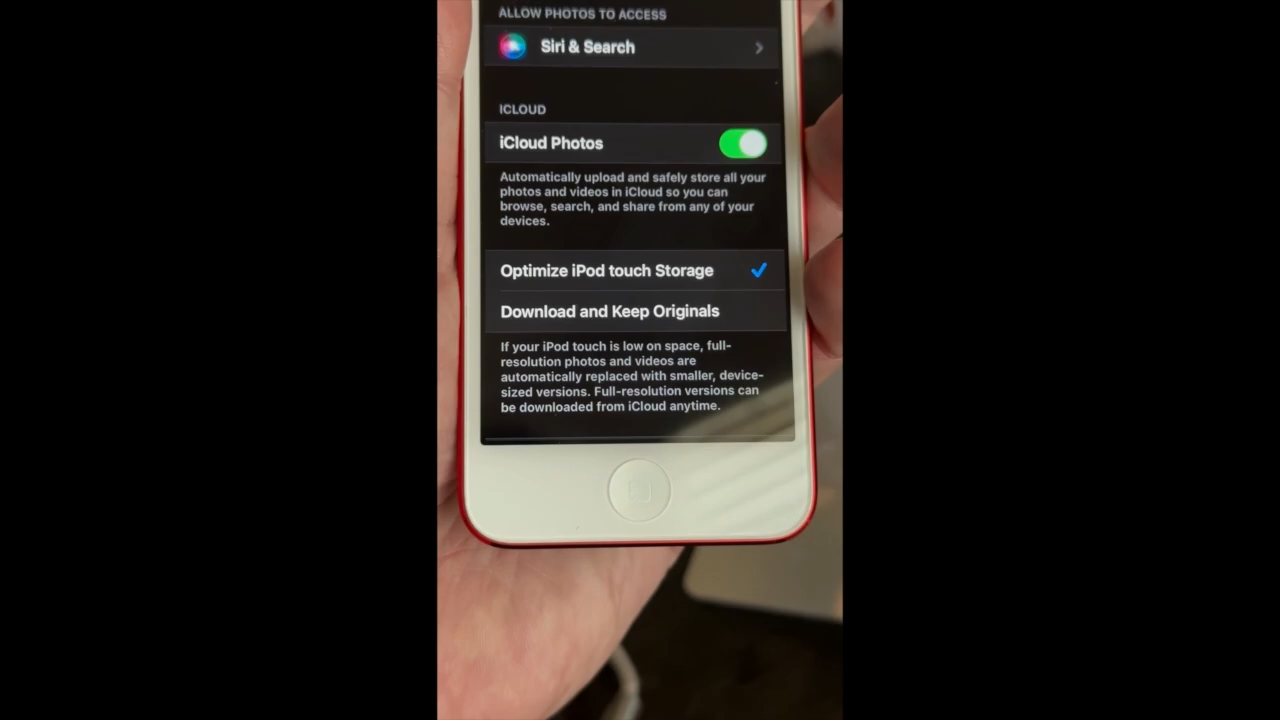 ALLOW PHOTOS TO ACCESS
Siri & Search
ICLOUD
iCloud Photos
Automatically upload and safely store all your
photos and videos in iCloud so you can
browse, search, and share from any of your
devices.
Optimize iPod touch Storage
Download and Keep Originals
If your iPod touch is low on space, full-
resolution photos and videos are
automatically replaced with smaller, device-
sized versions. Full-resolution versions can
be downloaded from iCloud anytime.